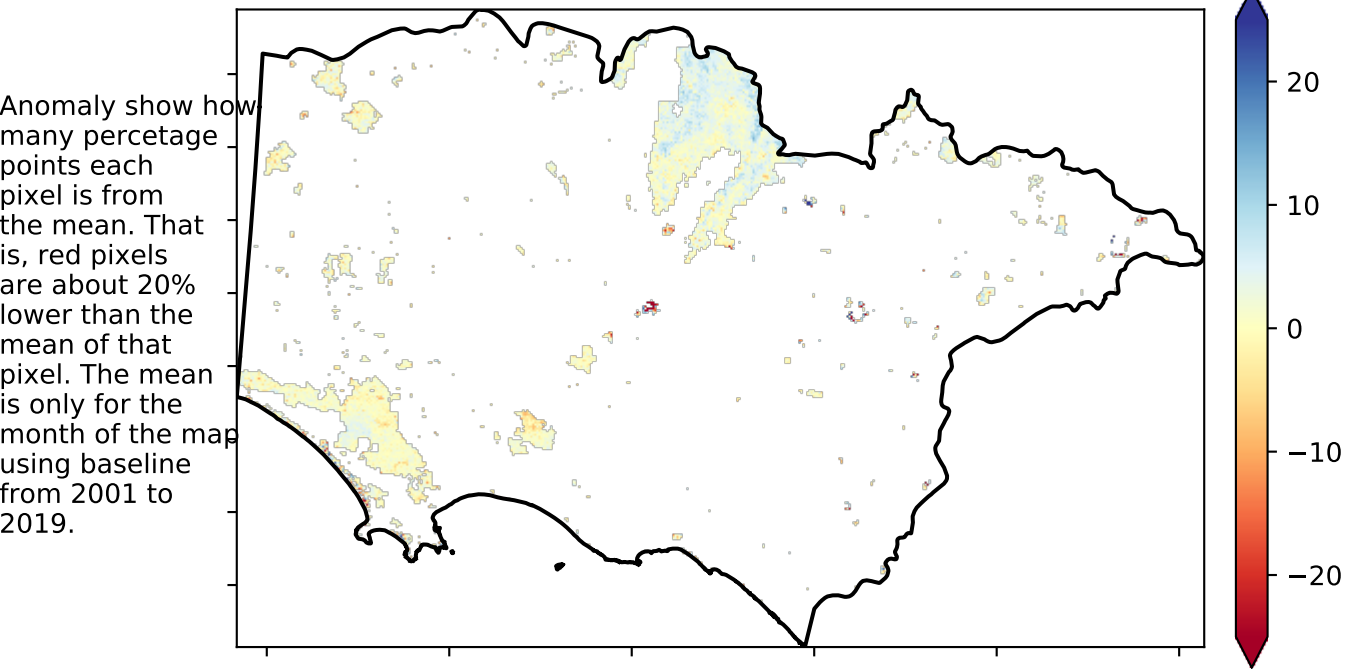 Anomaly show how
many percetage
points each
pixel is from
the mean. That
is, red pixels
are about 20%
lower than the
mean of that
pixel. The mean
is only for the
month of the map
using baseline
from 2001 to
2019.
20
10
0
−10
−20